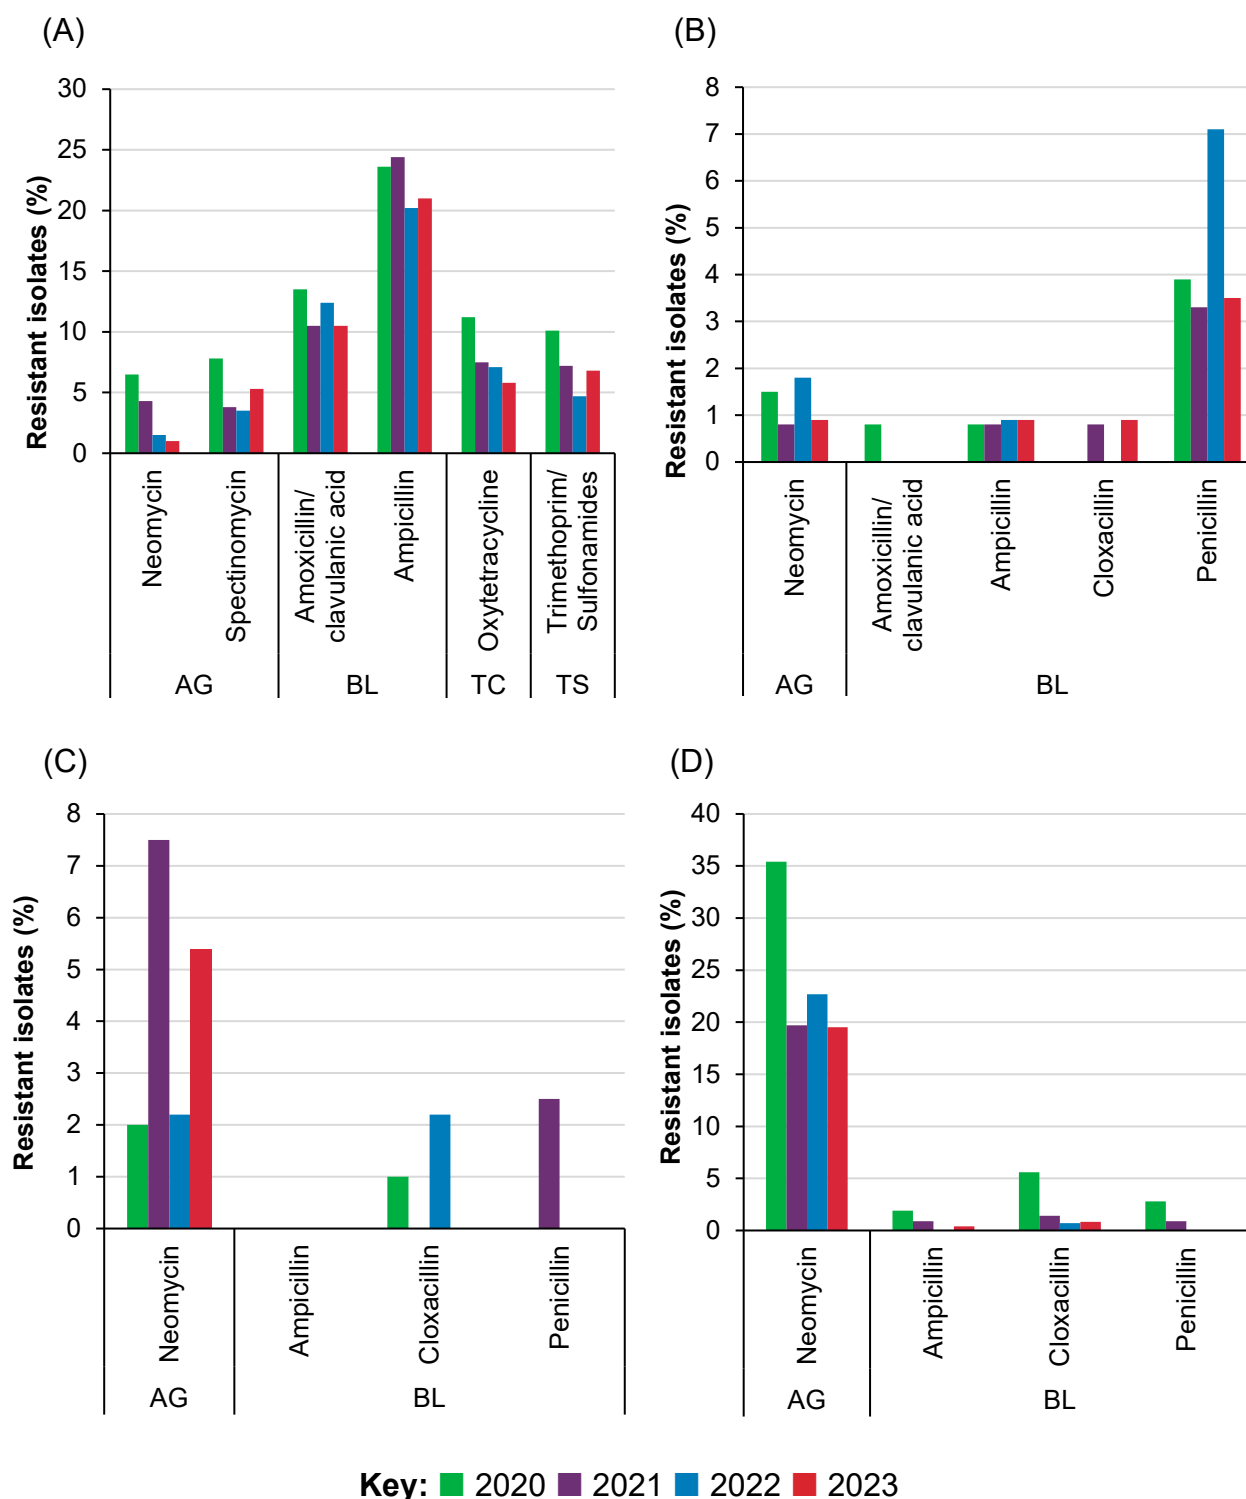 (A)
Resistant isolates (%)
30
25
20
15
10
5
0
Neomycin
Spectinomycin
Amoxicillin/
clavulanic acid
Ampicillin
Oxytetracycline
Trimethoprim/
Sulfonamides
AG
BL
TC
TS
(B)
Resistant isolates (%)
8
7
6
5
4
3
2
1
0
Neomycin
Amoxicillin/
clavulanic acid
Ampicillin
Cloxacillin
Penicillin
AG
BL
(C)
Resistant isolates (%)
8
7
6
5
4
3
2
1
0
Neomycin
Ampicillin
Cloxacillin
Penicillin
AG
BL
(D)
Resistant isolates (%)
40
35
30
25
20
15
10
5
0
Neomycin
Ampicillin
Cloxacillin
Penicillin
AG
BL
Key: 2020 2021 2022 2023